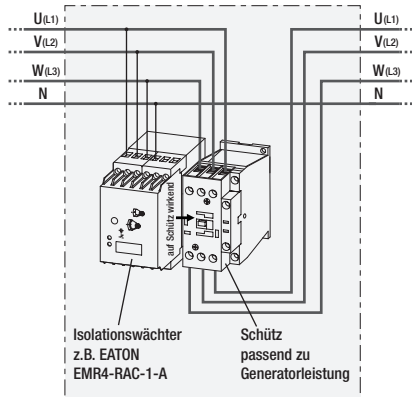 U(L1) U(L1)
V(L2) V(L2)
W(L3) W(L3)
N N
auf Schütz wirkend
Isolationswächter
z.B. EATON
EMR4-RAC-1-A
Schütz
passend zu
Generatorleistung